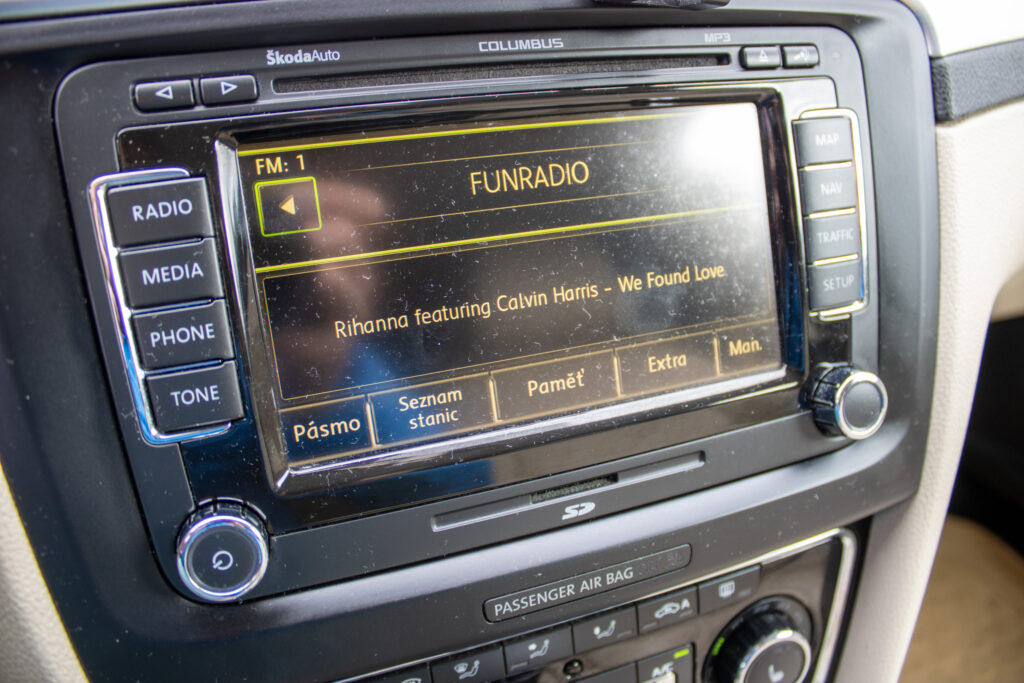 ŠkodaAuto
COLUMBUS
MP3
FM: 1
FUNRADIO
Rihanna featuring Calvin Harris - We Found Love
Pásmo
Seznam
stanic
Paměť
Extra
Man.
RADIO
MEDIA
PHONE
TONE
MAP
NAV
TRAFFIC
SETUP
SD
PASSENGER AIR BAG
A
A/C